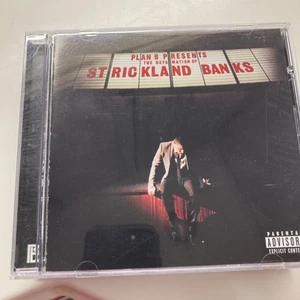 PLAN B PRESENTS
THE DEFAMATION OF
STRICKLAND BANKS
PARENTAL
ADVISORY
EXPLICIT CONTENT